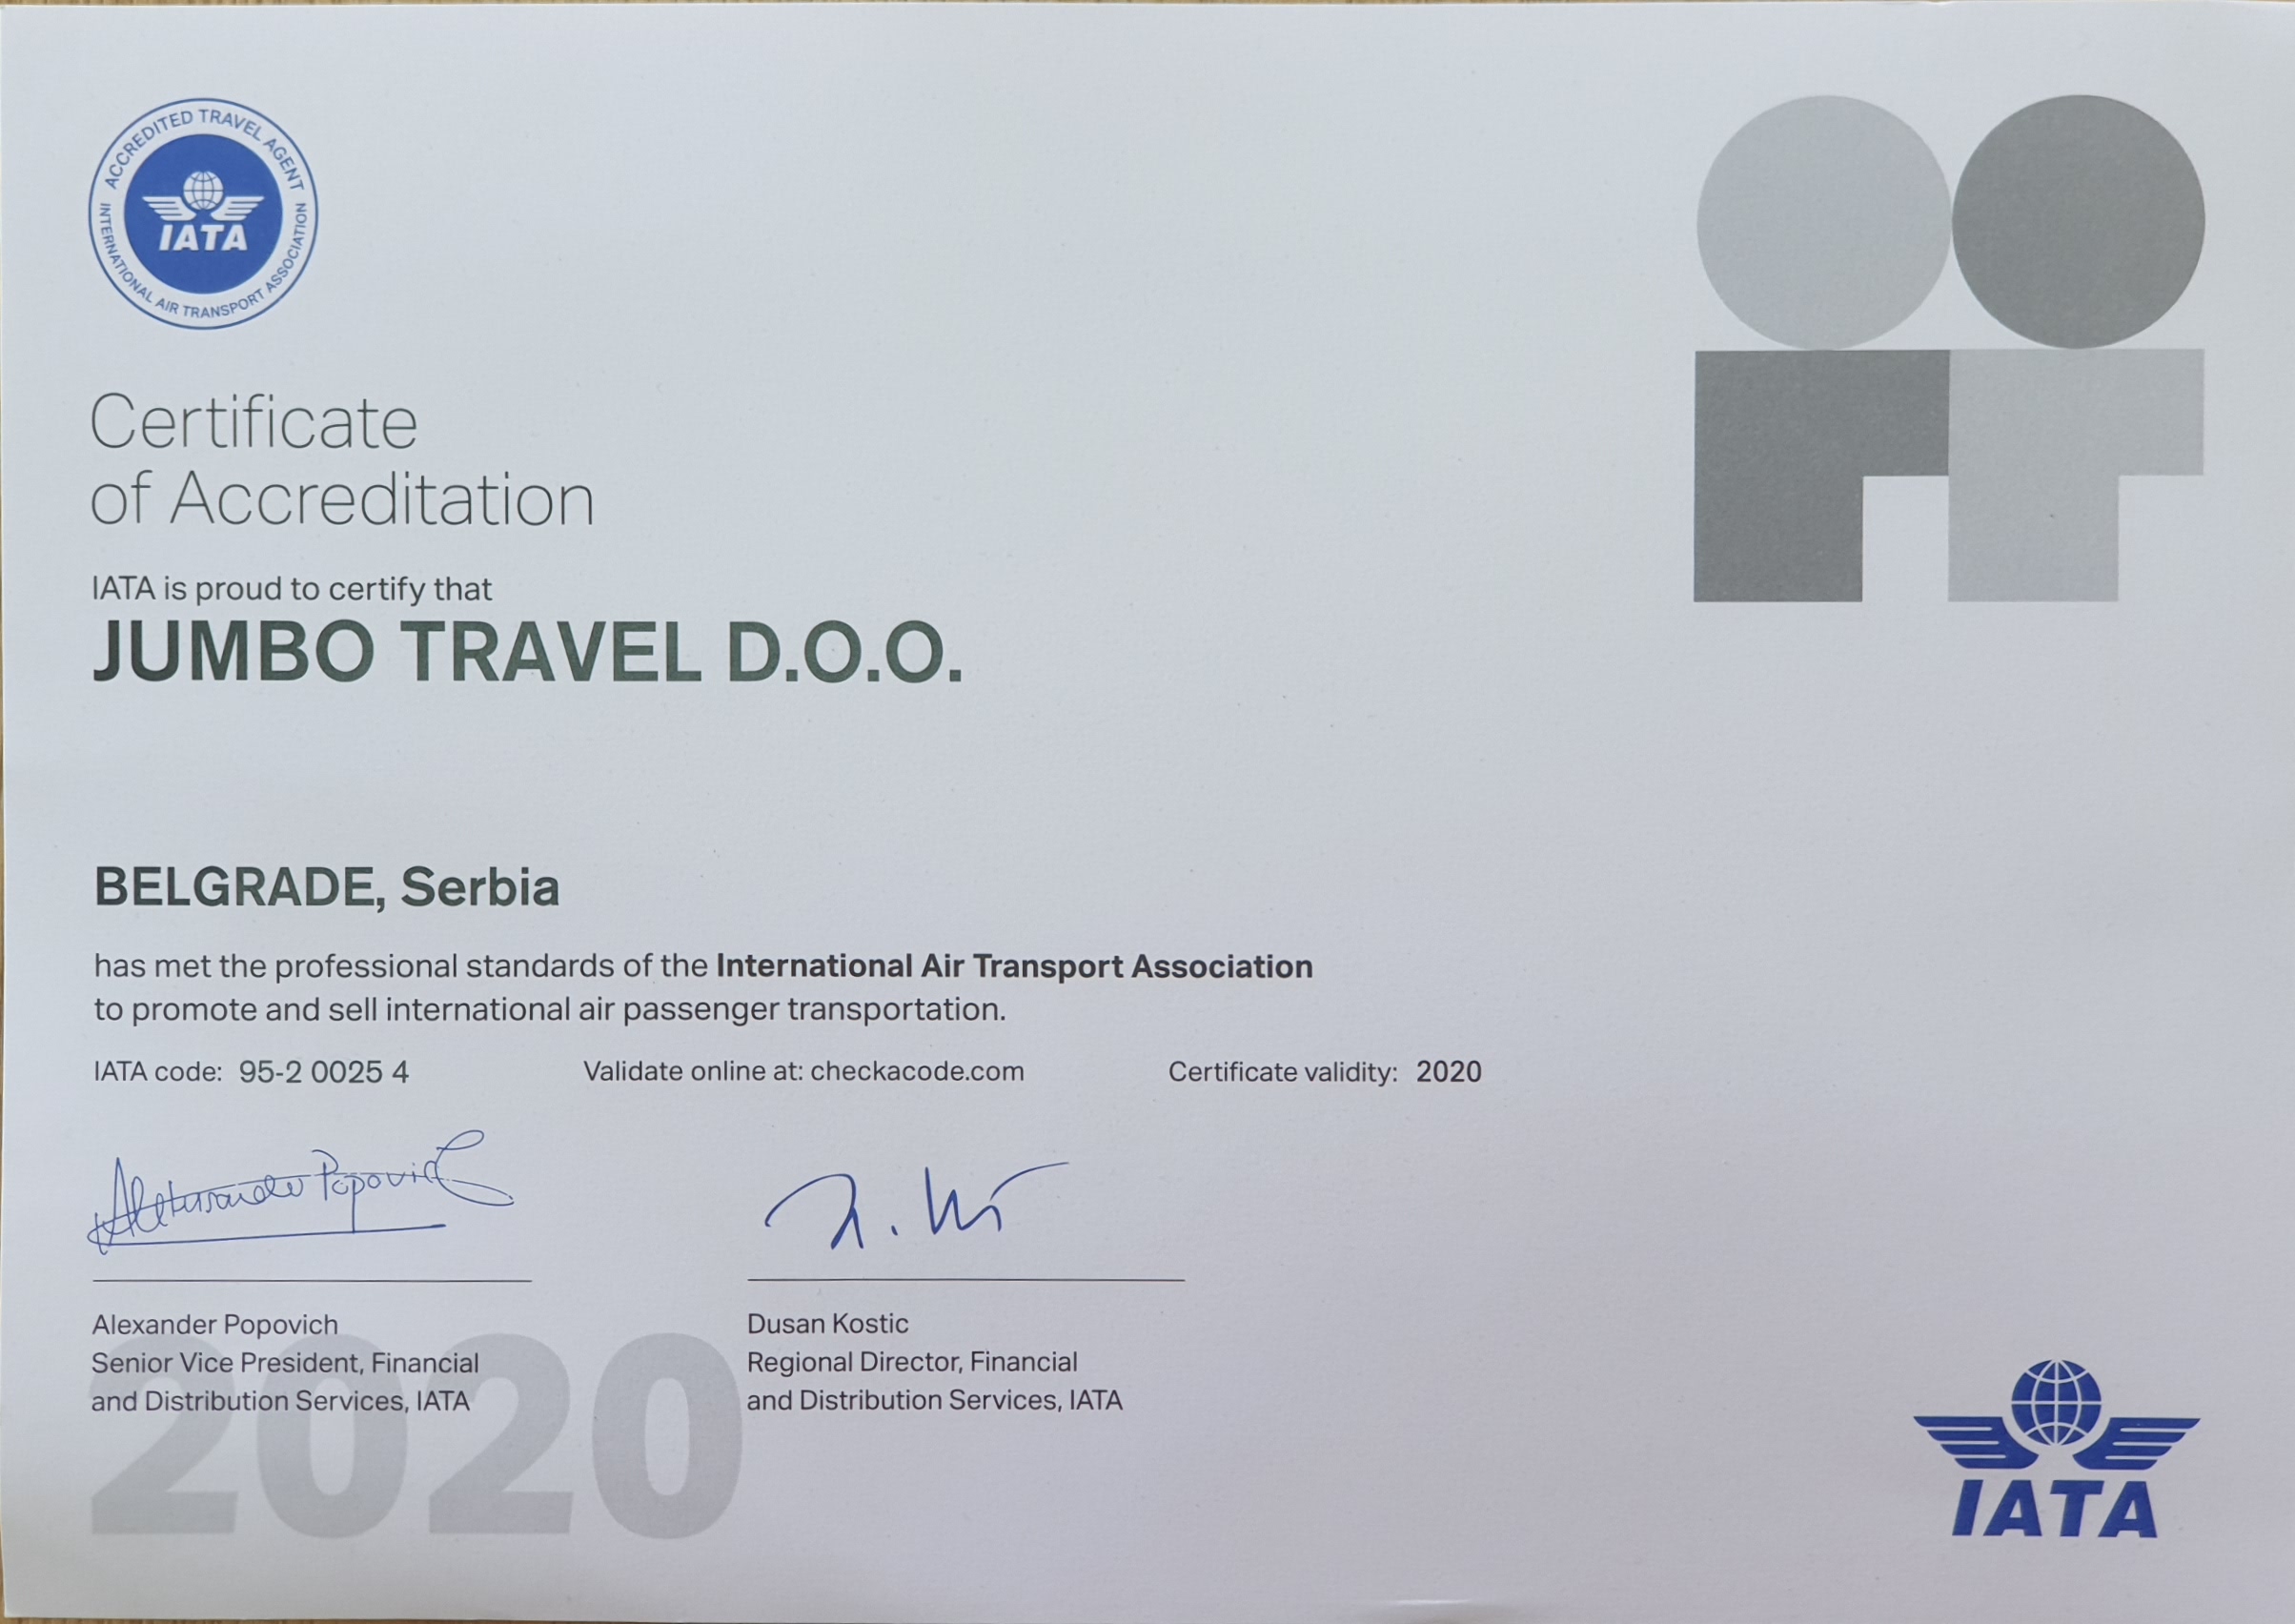 ACCREDITED TRAVEL AGENT
INTERNATIONAL AIR TRANSPORT ASSOCIATION
IATA
Certificate
of Accreditation
IATA is proud to certify that
JUMBO TRAVEL D.O.O.
BELGRADE, Serbia
has met the professional standards of the International Air Transport Association
to promote and sell international air passenger transportation.
IATA code: 95-2 0025 4
Validate online at: checkacode.com
Certificate validity: 2020
Alexander Popovich
Senior Vice President, Financial
and Distribution Services, IATA
Dusan Kostic
Regional Director, Financial
and Distribution Services, IATA
2020
IATA